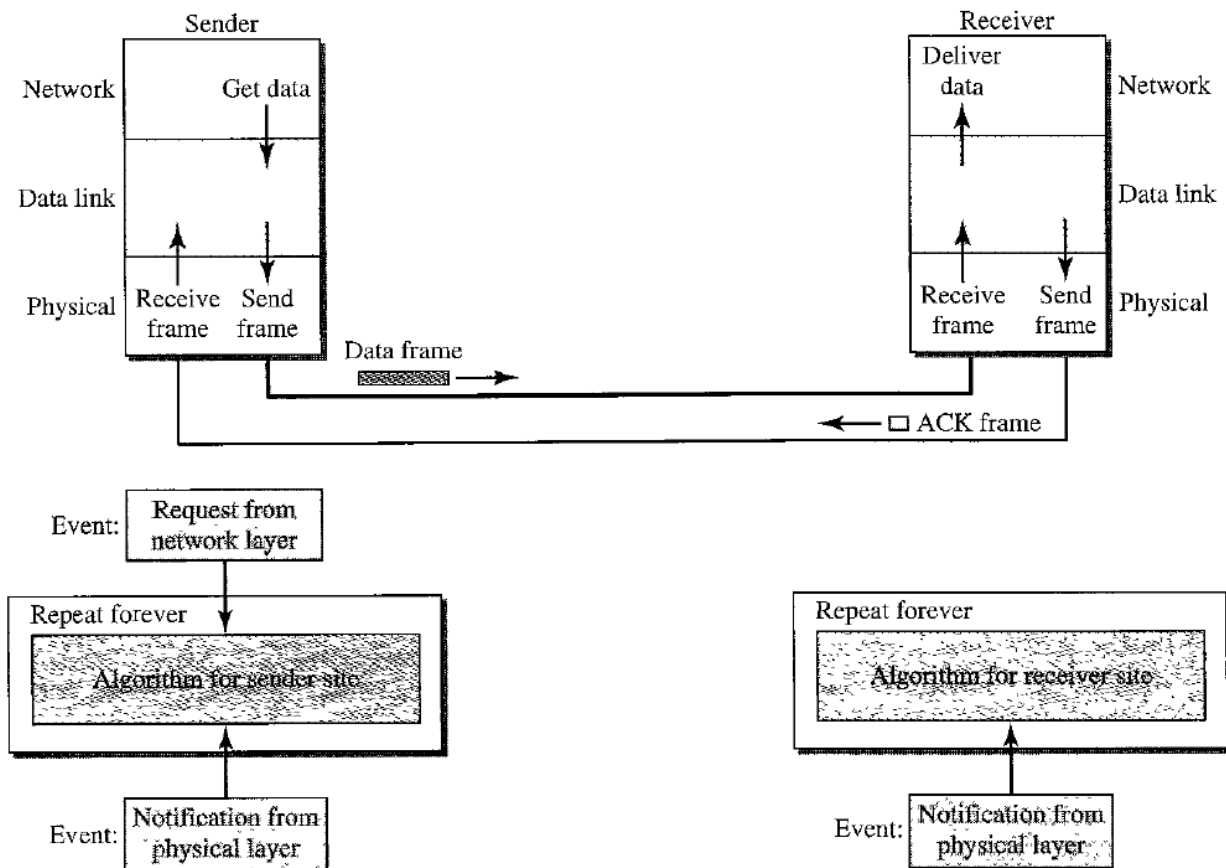 Sender
Receiver
Network
Get data
Deliver
data
Network
Data link
Data link
Physical
Receive
frame
Send
frame
Receive
frame
Send
frame
Physical
Data frame
ACK frame
Event:
Request from
network layer
Repeat forever
Algorithm for sender site
Repeat forever
Algorithm for receiver site
Event:
Notification from
physical layer
Event:
Notification from
physical layer